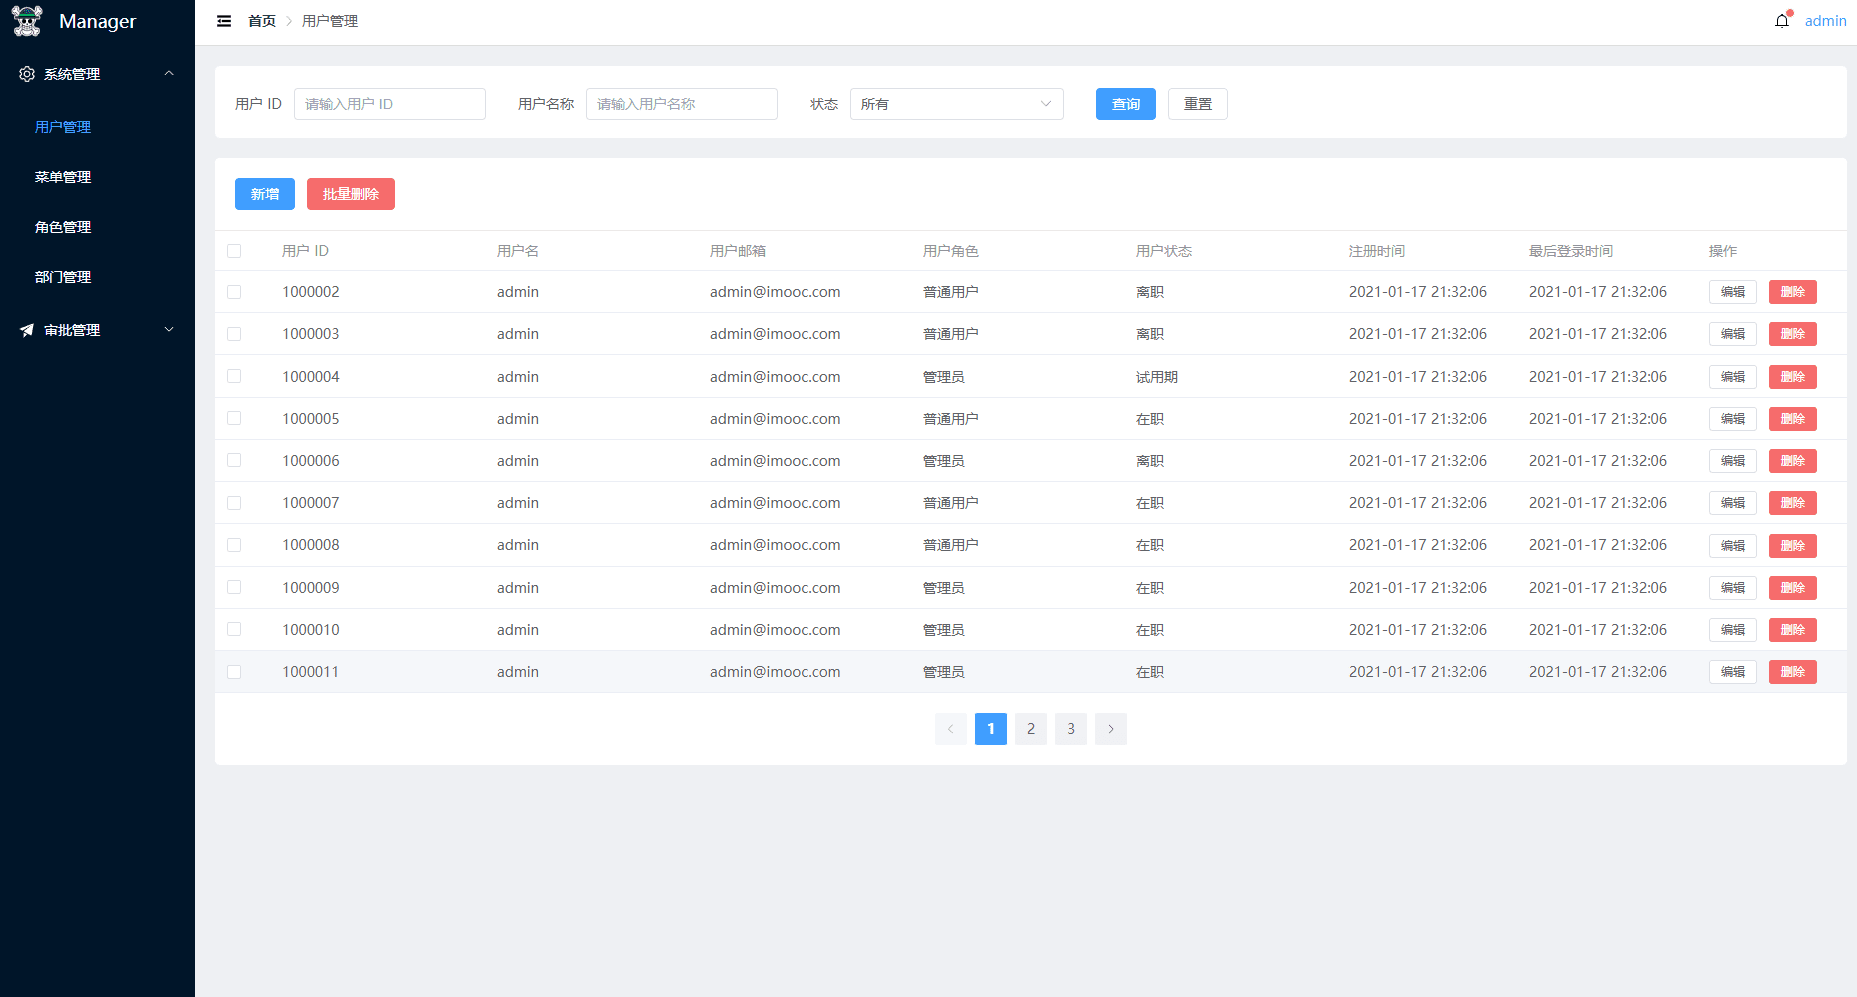 Manager
首页 用户管理
admin
系统管理
用户管理
菜单管理
角色管理
部门管理
审批管理
用户 ID 请输入用户 ID 用户名称 请输入用户名称 状态 所有 查询 重置
新增 批量删除
用户 ID 用户名 用户邮箱 用户角色 用户状态 注册时间 最后登录时间 操作
1000002 admin admin@imooc.com 普通用户 离职 2021-01-17 21:32:06 2021-01-17 21:32:06 编辑 删除
1000003 admin admin@imooc.com 普通用户 离职 2021-01-17 21:32:06 2021-01-17 21:32:06 编辑 删除
1000004 admin admin@imooc.com 管理员 试用期 2021-01-17 21:32:06 2021-01-17 21:32:06 编辑 删除
1000005 admin admin@imooc.com 普通用户 在职 2021-01-17 21:32:06 2021-01-17 21:32:06 编辑 删除
1000006 admin admin@imooc.com 管理员 离职 2021-01-17 21:32:06 2021-01-17 21:32:06 编辑 删除
1000007 admin admin@imooc.com 普通用户 在职 2021-01-17 21:32:06 2021-01-17 21:32:06 编辑 删除
1000008 admin admin@imooc.com 普通用户 在职 2021-01-17 21:32:06 2021-01-17 21:32:06 编辑 删除
1000009 admin admin@imooc.com 管理员 在职 2021-01-17 21:32:06 2021-01-17 21:32:06 编辑 删除
1000010 admin admin@imooc.com 管理员 在职 2021-01-17 21:32:06 2021-01-17 21:32:06 编辑 删除
1000011 admin admin@imooc.com 管理员 在职 2021-01-17 21:32:06 2021-01-17 21:32:06 编辑 删除
1 2 3